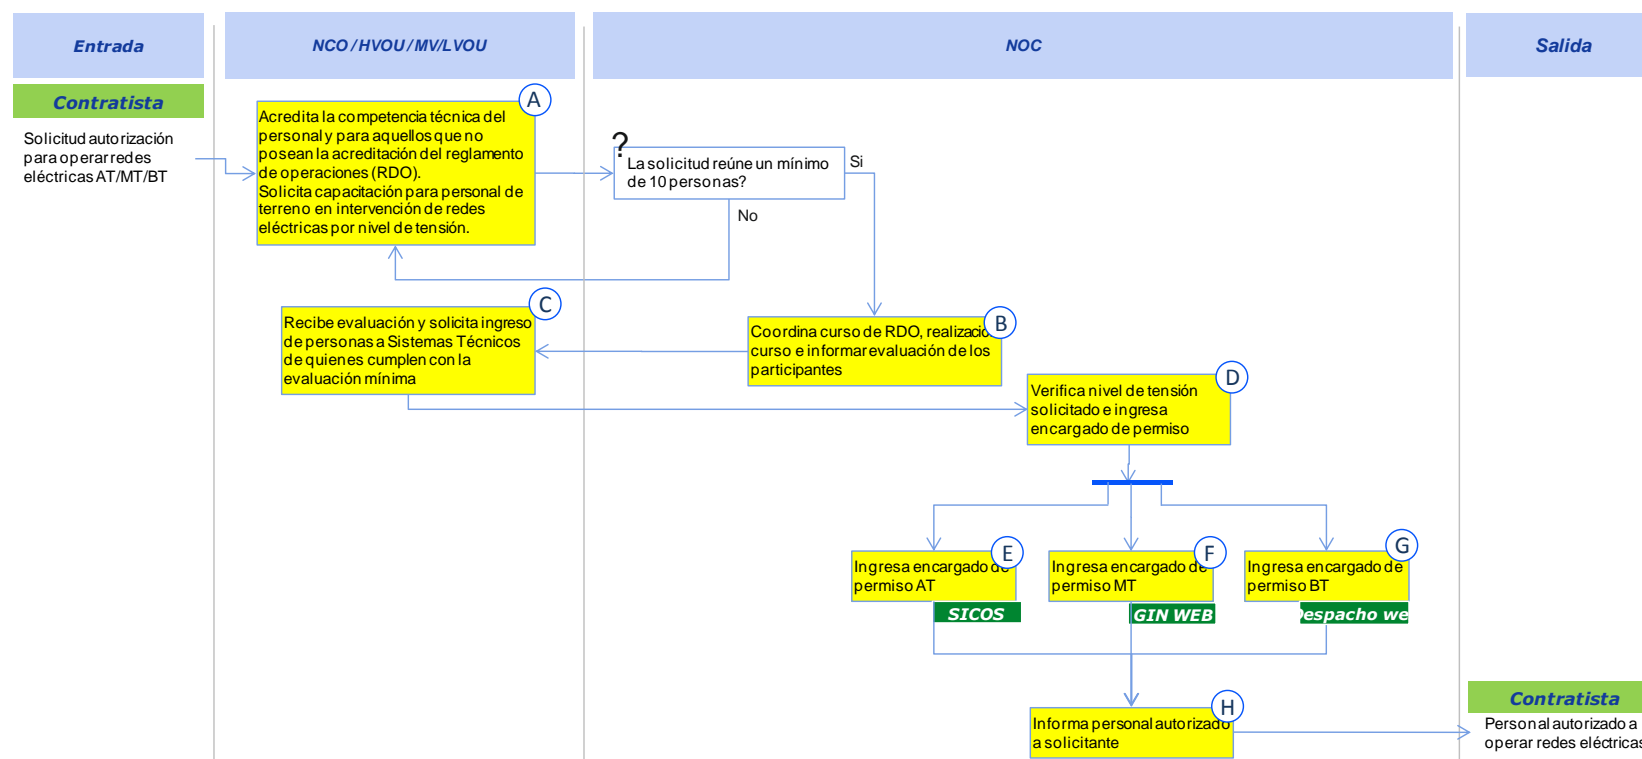 Entrada
NCO / HVOU / MV/LVOU
NOC
Salida
Contratista
Solicitud autorización
para operar redes
eléctricas AT/MT/BT
A
Acredita la competencia técnica del
personal y para aquellos que no
posean la acreditación del reglamento
de operaciones (RDO).
Solicita capacitación para personal de
terreno en intervención de redes
eléctricas por nivel de tensión.
?
La solicitud reúne un mínimo
de 10 personas?
Si
No
C
Recibe evaluación y solicita ingreso
de personas a Sistemas Técnicos
de quienes cumplen con la
evaluación mínima
B
Coordina curso de RDO, realizació
curso e informar evaluación de los
participantes
D
Verifica nivel de tensión
solicitado e ingresa
encargado de permiso
E
Ingresa encargado de
permiso AT
SICOS
F
Ingresa encargado de
permiso MT
GIN WEB
G
Ingresa encargado de
permiso BT
espacho we
H
Informa personal autorizado
a solicitante
Contratista
Personal autorizado a
operar redes eléctricas